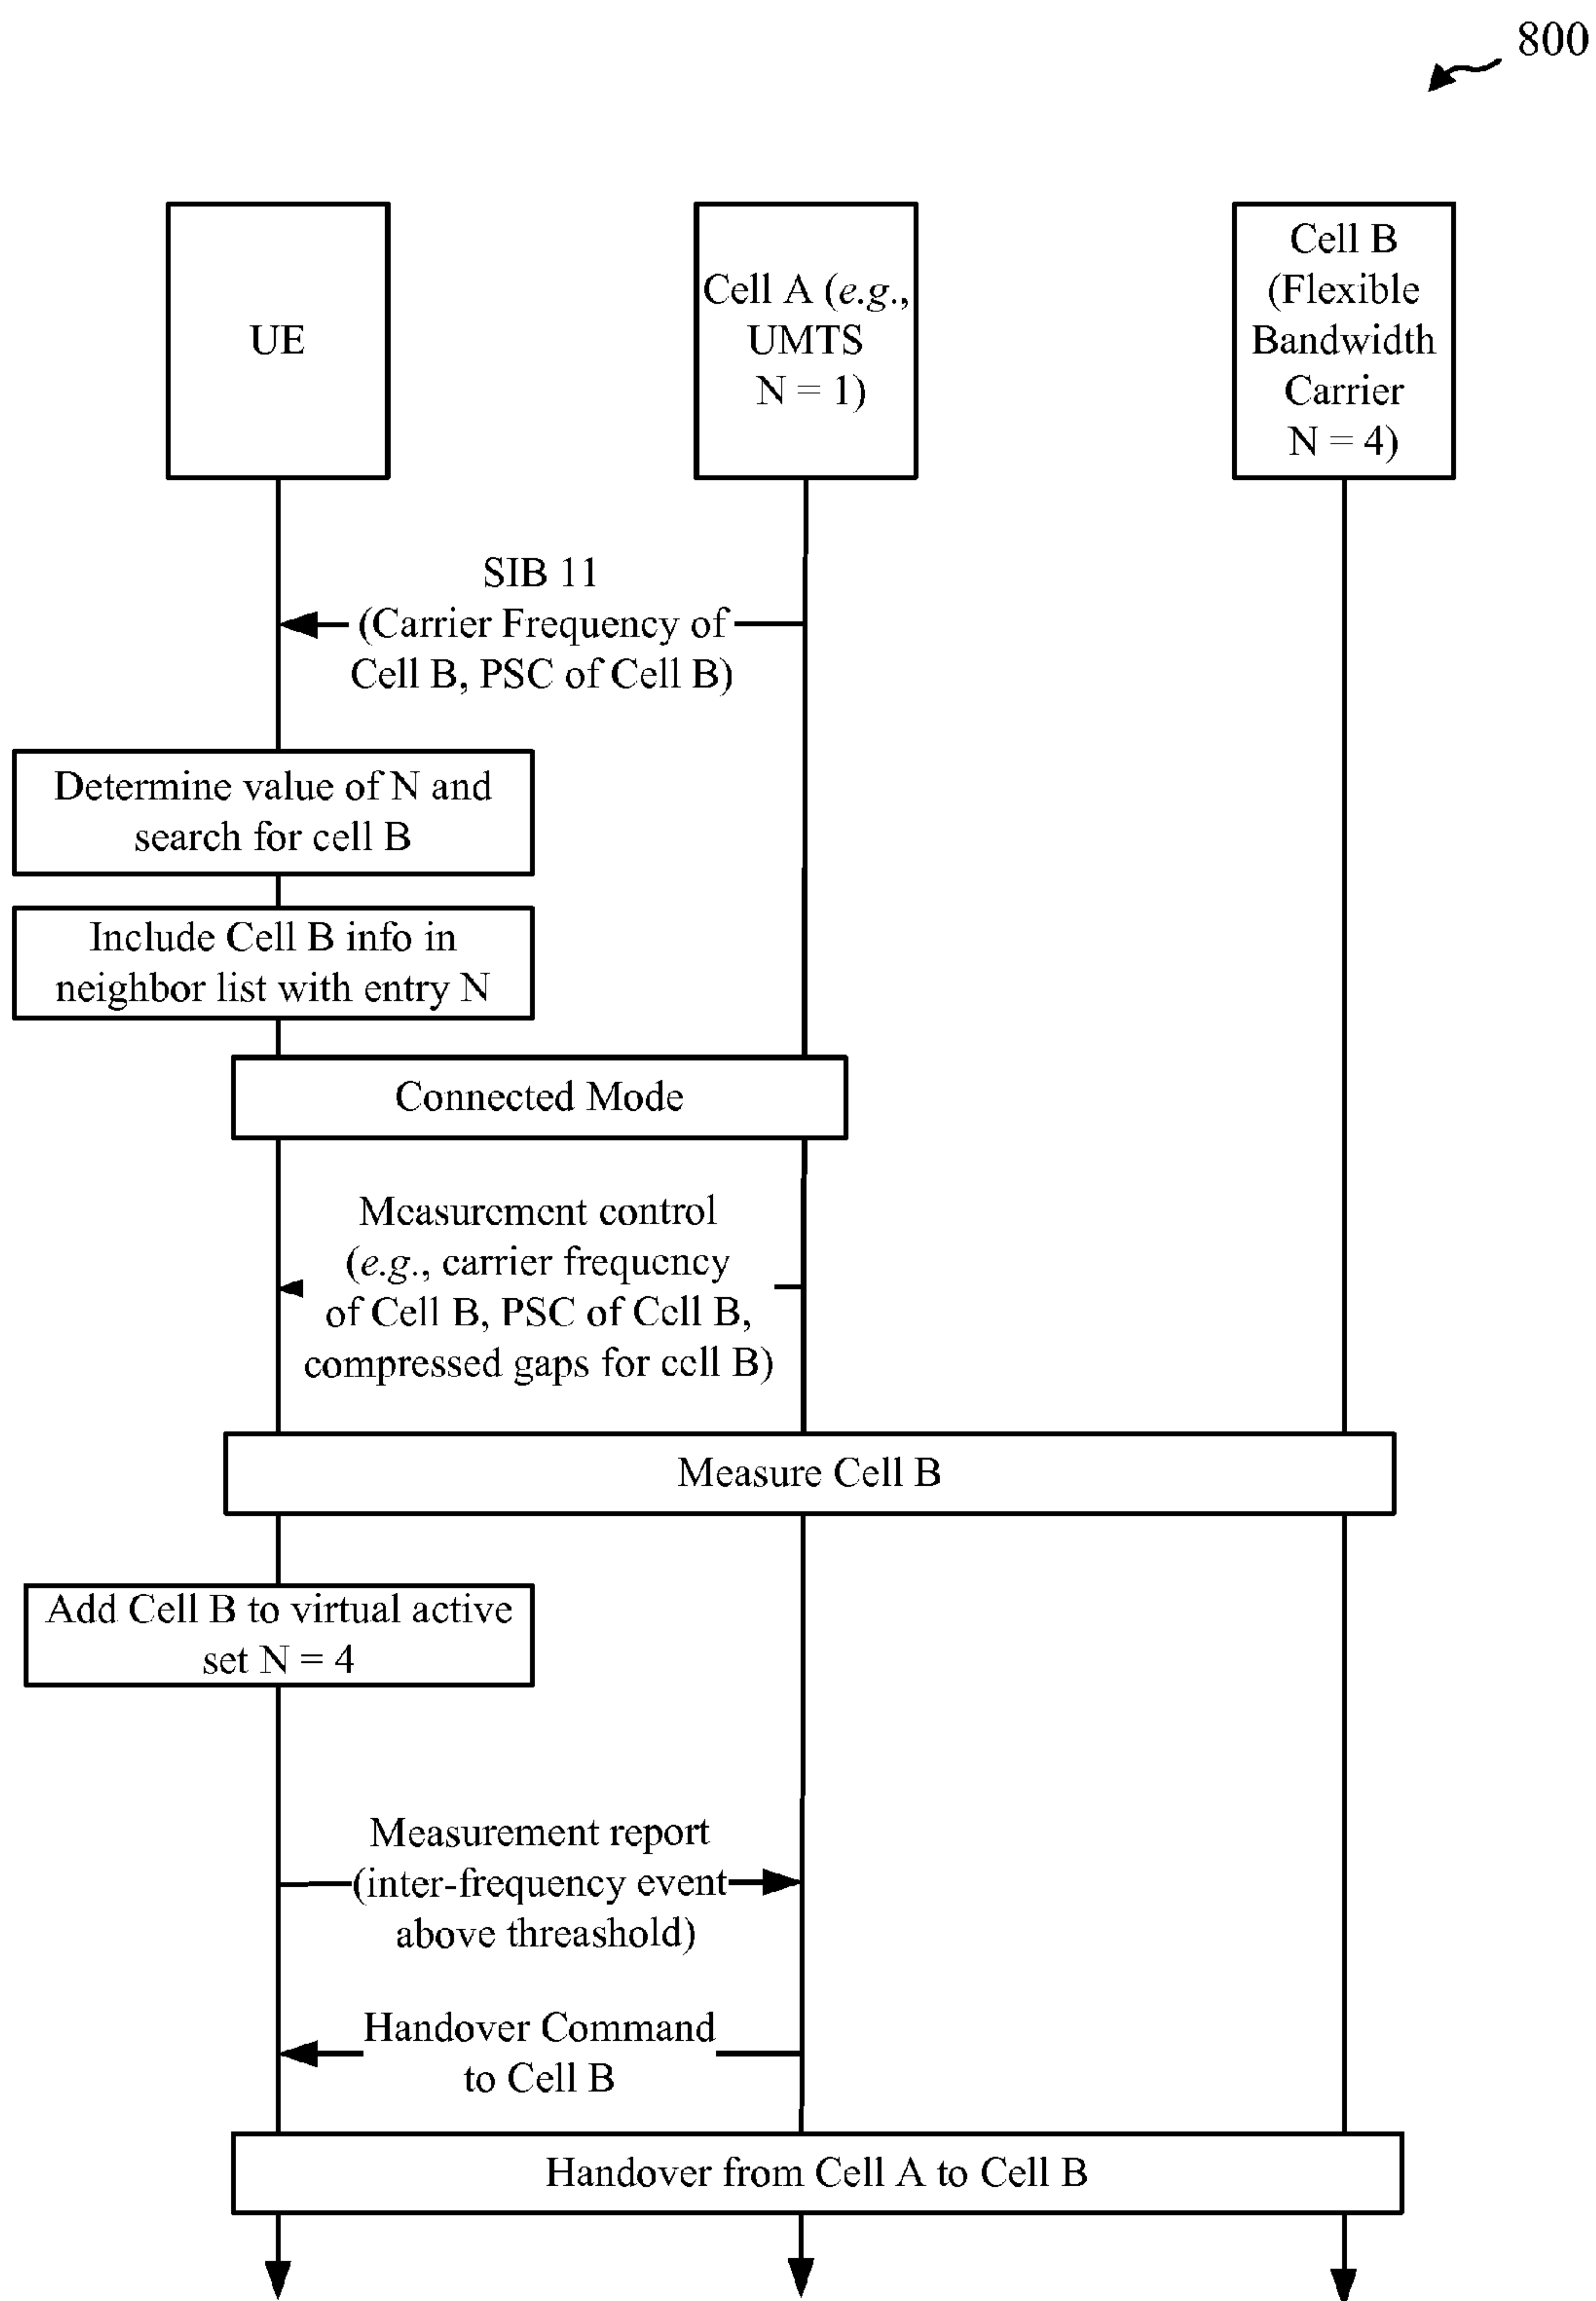 800
UE
Cell A (e.g.,
UMTS
N = 1)
Cell B
(Flexible
Bandwidth
Carrier
N = 4)
SIB 11
(Carrier Frequency of
Cell B, PSC of Cell B)
Determine value of N and
search for cell B
Include Cell B info in
neighbor list with entry N
Connected Mode
Measurement control
(e.g., carrier frequency
of Cell B, PSC of Cell B,
compressed gaps for cell B)
Measure Cell B
Add Cell B to virtual active
set N = 4
Measurement report
(inter-frequency event
above threashold)
Handover Command
to Cell B
Handover from Cell A to Cell B